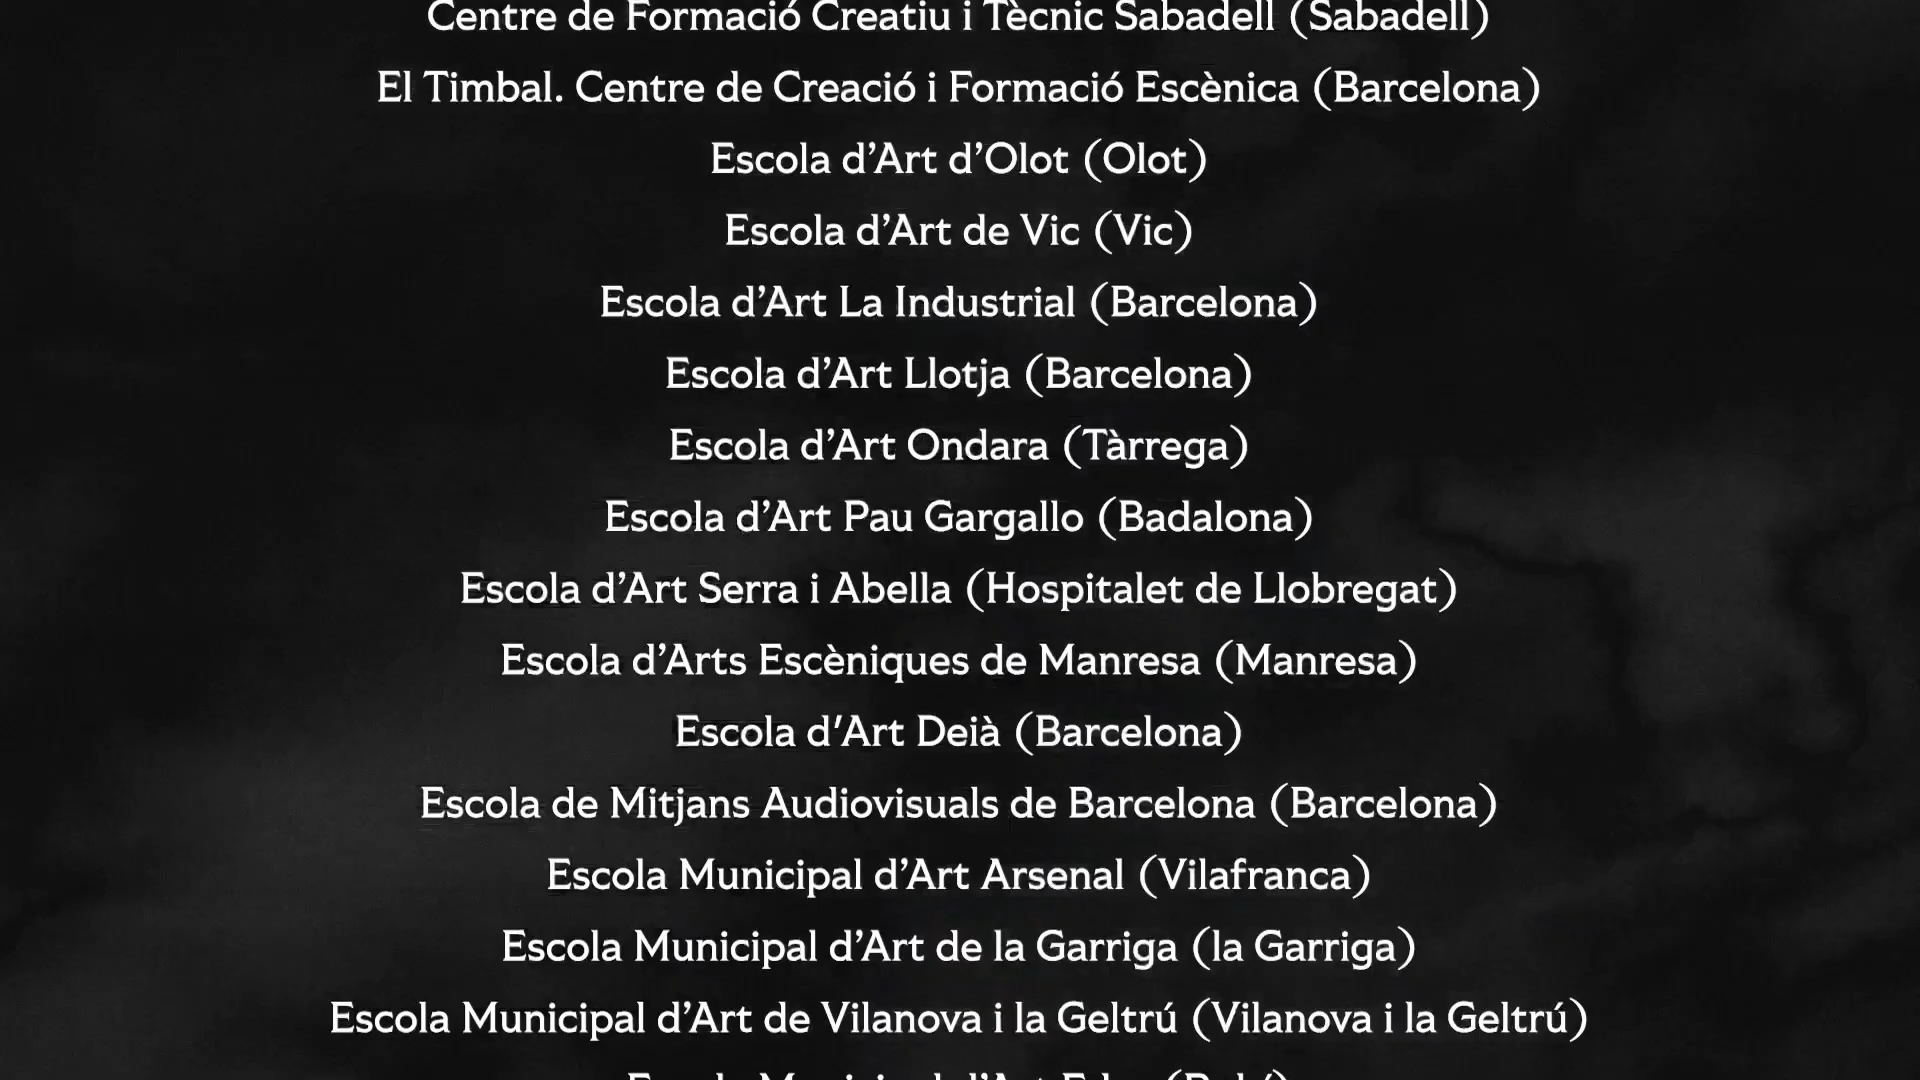 Centre de Formació Creatiu i Tècnic Sabadell (Sabadell)
El Timbal. Centre de Creació i Formació Escènica (Barcelona)
Escola d’Art d’Olot (Olot)
Escola d’Art de Vic (Vic)
Escola d’Art La Industrial (Barcelona)
Escola d’Art Llotja (Barcelona)
Escola d’Art Ondara (Tàrrega)
Escola d’Art Pau Gargallo (Badalona)
Escola d’Art Serra i Abella (Hospitalet de Llobregat)
Escola d’Arts Escèniques de Manresa (Manresa)
Escola d'Art Deià (Barcelona)
Escola de Mitjans Audiovisuals de Barcelona (Barcelona)
Escola Municipal d’Art Arsenal (Vilafranca)
Escola Municipal d’Art de la Garriga (la Garriga)
Escola Municipal d’Art de Vilanova i la Geltrú (Vilanova i la Geltrú)